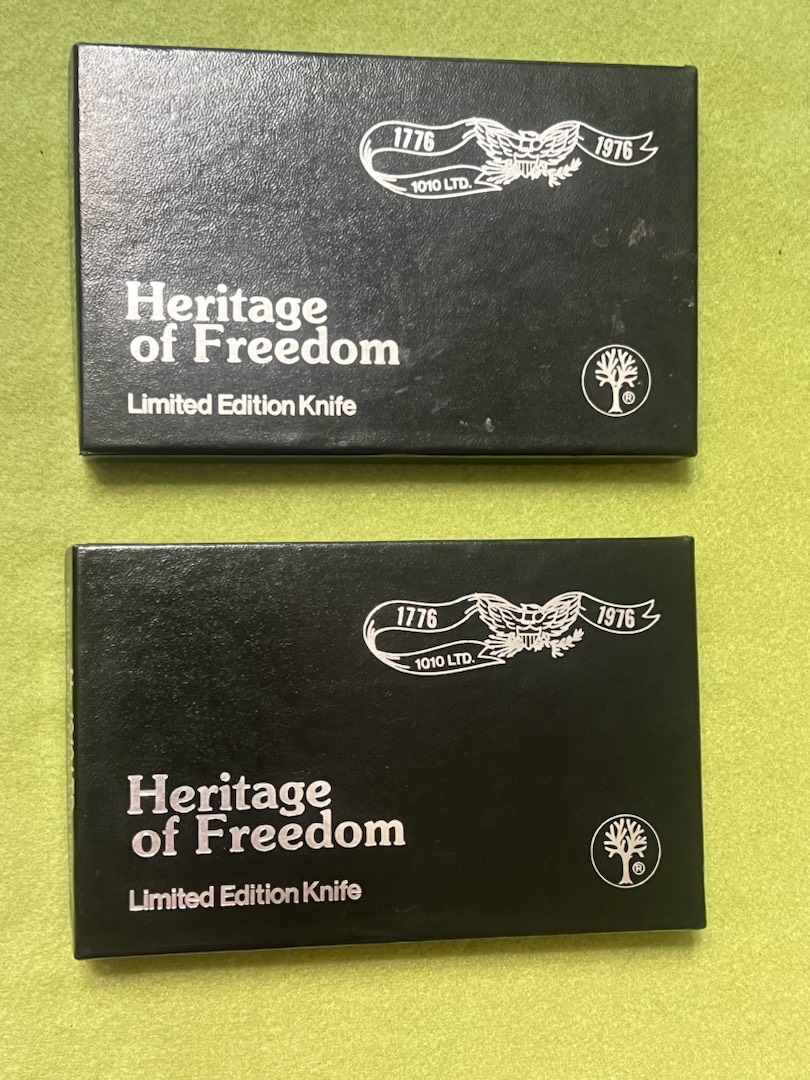 1776
1976
1010 LTD.
Heritage
of Freedom
Limited Edition Knife
®
1776
1976
1010 LTD.
Heritage
of Freedom
Limited Edition Knife
®